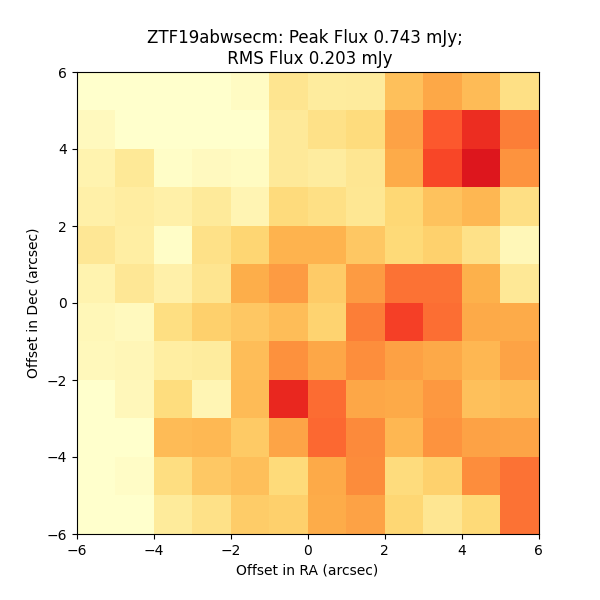 ZTF19abwsecm: Peak Flux 0.743 mJy;
RMS Flux 0.203 mJy
6
4
2
0
−2
−4
−6
Offset in Dec (arcsec)
−6 −4 −2 0 2 4 6
Offset in RA (arcsec)